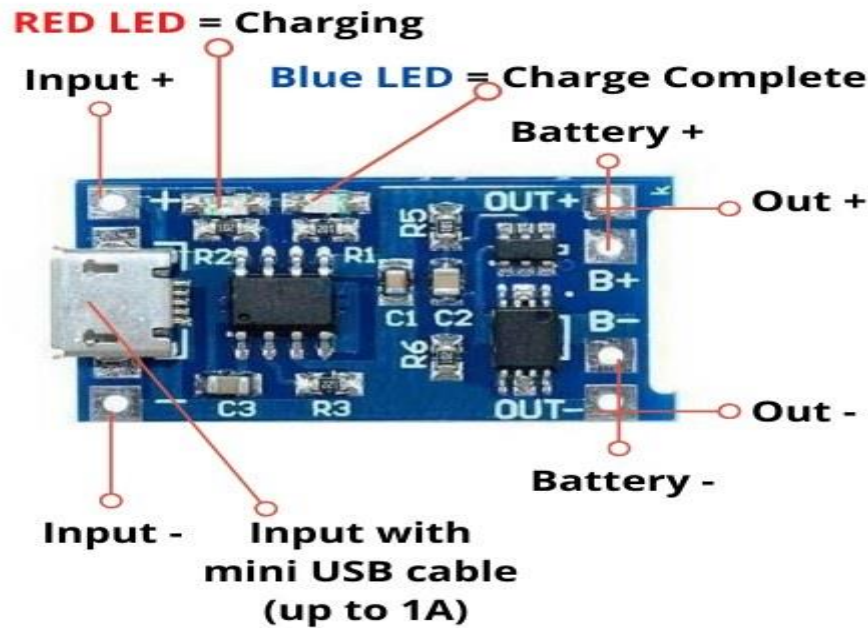 RED LED = Charging
Input +
Blue LED = Charge Complete
Battery +
Out +
+
OUT+
k
R5
R2
R1
B+
C1
C2
B-
R6
-
C3
R3
OUT-
Out -
Battery -
Input -
Input with
mini USB cable
(up to 1A)